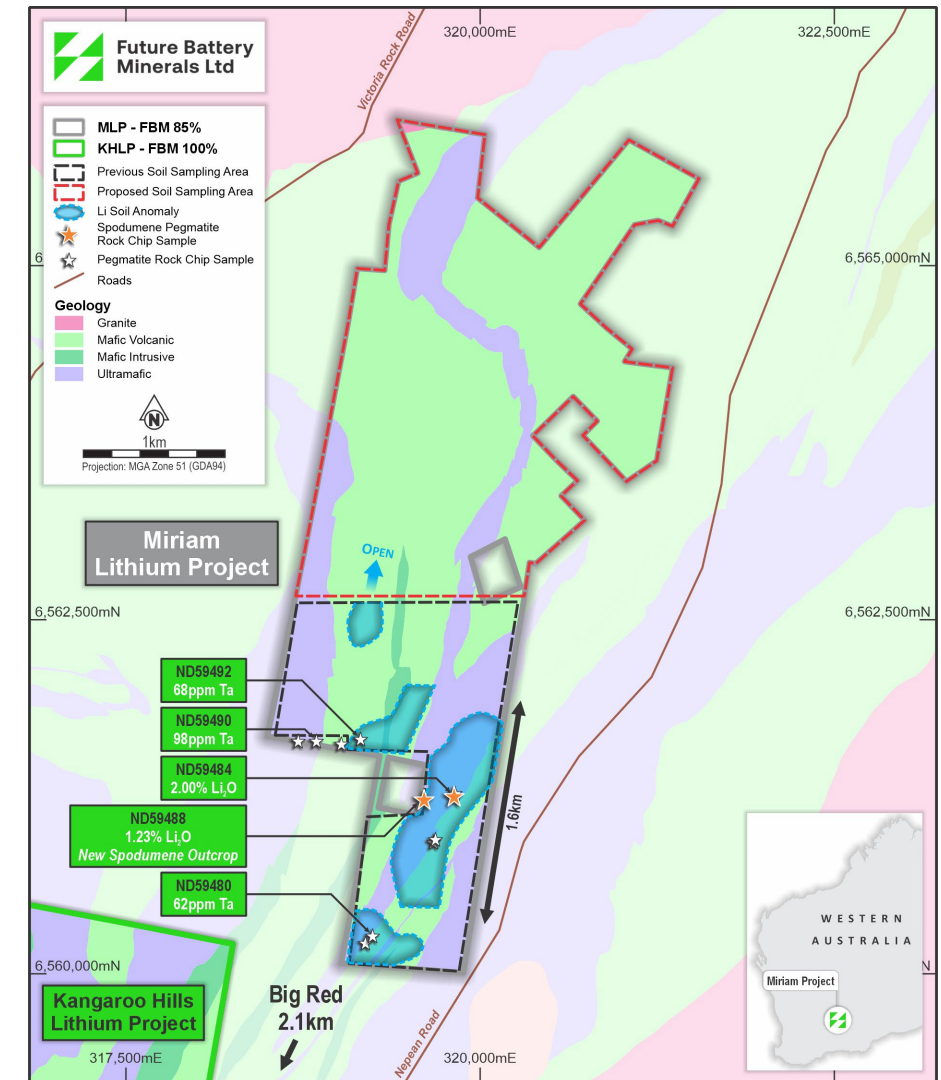 Future Battery
Minerals Ltd
MLP - FBM 85%
KHLP - FBM 100%
Previous Soil Sampling Area
Proposed Soil Sampling Area
Li Soil Anomaly
Spodumene Pegmatite
Rock Chip Sample
Pegmatite Rock Chip Sample
Roads
Geology
Granite
Mafic Volcanic
Mafic Intrusive
Ultramafic
N
1km
Projection: MGA Zone 51 (GDA94)
Victoria Rock Road
320,000mE
322,500mE
6
6,565,000mN
Miriam
Lithium Project
OPEN
6,562,500mN
6,562,500mN
ND59492
68ppm Ta
ND59490
98ppm Ta
ND59484
2.00% Li₂O
ND59488
1.23% Li₂O
New Spodumene Outcrop
ND59480
62ppm Ta
1.6km
6,560,000mN
N
Kangaroo Hills
Lithium Project
Big Red
2.1km
Nepean Road
317,500mE
320,000mE
WESTERN
AUSTRALIA
Miriam Project